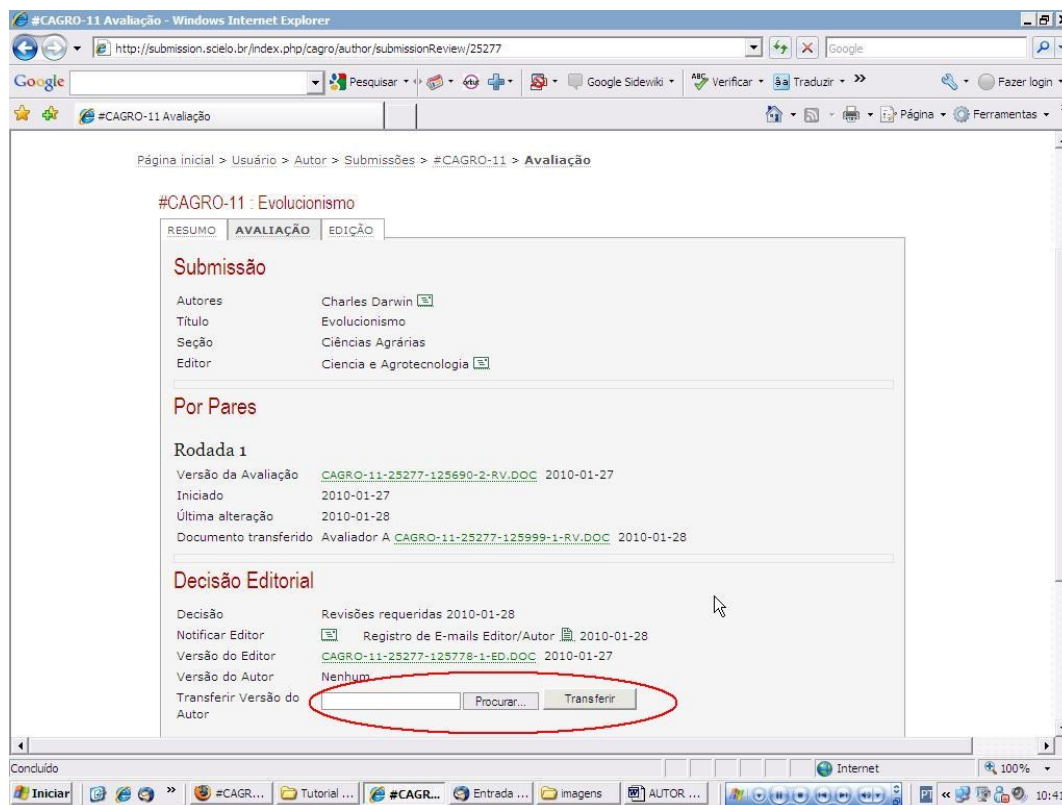 #CAGRO-11 Avaliação - Windows Internet Explorer
http://submission.scielo.br/index.php/cagro/author/submissionReview/25277 Google
Google Pesquisar Google Sidewiki Verificar Traduzir » Fazer login
#CAGRO-11 Avaliação Página Ferramentas
Página inicial > Usuário > Autor > Submissões > #CAGRO-11 > Avaliação
#CAGRO-11 : Evolucionismo
RESUMO AVALIAÇÃO EDIÇÃO
Submissão
Autores Charles Darwin
Título Evolucionismo
Seção Ciências Agrárias
Editor Ciencia e Agrotecnologia
Por Pares
Rodada 1
Versão da Avaliação CAGRO-11-25277-125690-2-RV.DOC 2010-01-27
Iniciado 2010-01-27
Última alteração 2010-01-28
Documento transferido Avaliador A CAGRO-11-25277-125999-1-RV.DOC 2010-01-28
Decisão Editorial
Decisão Revisões requeridas 2010-01-28
Notificar Editor Registro de E-mails Editor/Autor 2010-01-28
Versão do Editor CAGRO-11-25277-125778-1-ED.DOC 2010-01-27
Versão do Autor Nenhum
Transferir Versão do Procurar... Transferir
Autor
Concluído Internet 100%
Iniciar » #CAGR... Tutorial ... #CAGR... Entrada ... imagens AUTOR ... PT « 10: